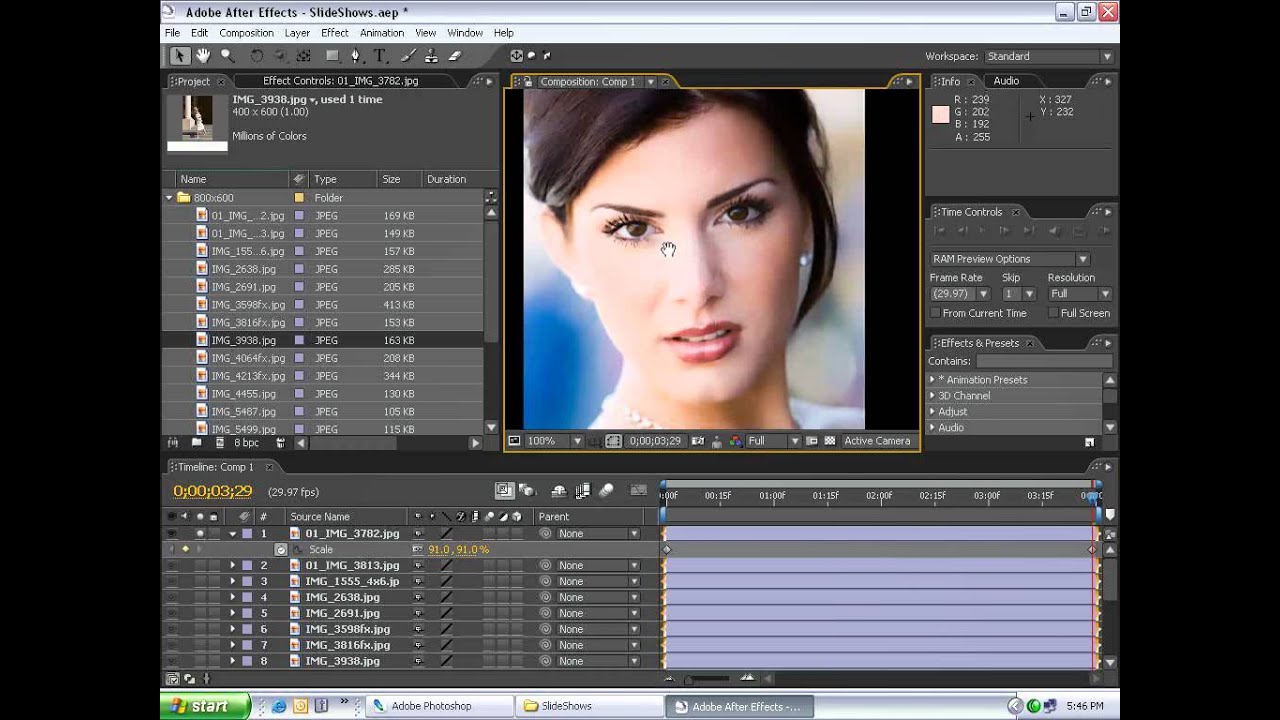 Adobe After Effects - SlideShows.aep *
File Edit Composition Layer Effect Animation View Window Help
Workspace: Standard
Project Effect Controls: 01_IMG_3782.jpg Composition: Comp 1 Info Audio
IMG_3938.jpg, used 1 time
400 x 600 (1.00)
Millions of Colors
R: 239 X: 327
G: 202 Y: 232
B: 192
A: 255
Name Type Size Duration
800x600 Folder
01_IMG_...2.jpg JPEG 169 KB
01_IMG_...3.jpg JPEG 149 KB
IMG_155...6.jpg JPEG 157 KB
IMG_2638.jpg JPEG 285 KB
IMG_2691.jpg JPEG 205 KB
IMG_3598fx.jpg JPEG 413 KB
IMG_3816fx.jpg JPEG 153 KB
IMG_3938.jpg JPEG 163 KB
IMG_4064fx.jpg JPEG 208 KB
IMG_4213fx.jpg JPEG 344 KB
IMG_4455.jpg JPEG 130 KB
IMG_5487.jpg JPEG 105 KB
IMG_5499.jpg JPEG 115 KB
8 bpc
100% 0;00;03;29 Full Active Camera
Time Controls
RAM Preview Options
Frame Rate Skip Resolution
(29.97) 1 Full
From Current Time Full Screen
Effects & Presets
Contains:
* Animation Presets
3D Channel
Adjust
Audio
Timeline: Comp 1
0;00;03;29 (29.97 fps)
:00F 00:15F 01:00F 01:15F 02:00F 02:15F 03:00F 03:15F
# Source Name Parent
1 01_IMG_3782.jpg None
Scale 91.0, 91.0 %
2 01_IMG_3813.jpg None
3 IMG_1555_4x6.jp None
4 IMG_2638.jpg None
5 IMG_2691.jpg None
6 IMG_3598fx.jpg None
7 IMG_3816fx.jpg None
8 IMG_3938.jpg None
start Adobe Photoshop SlideShows Adobe After Effects -... 5:46 PM